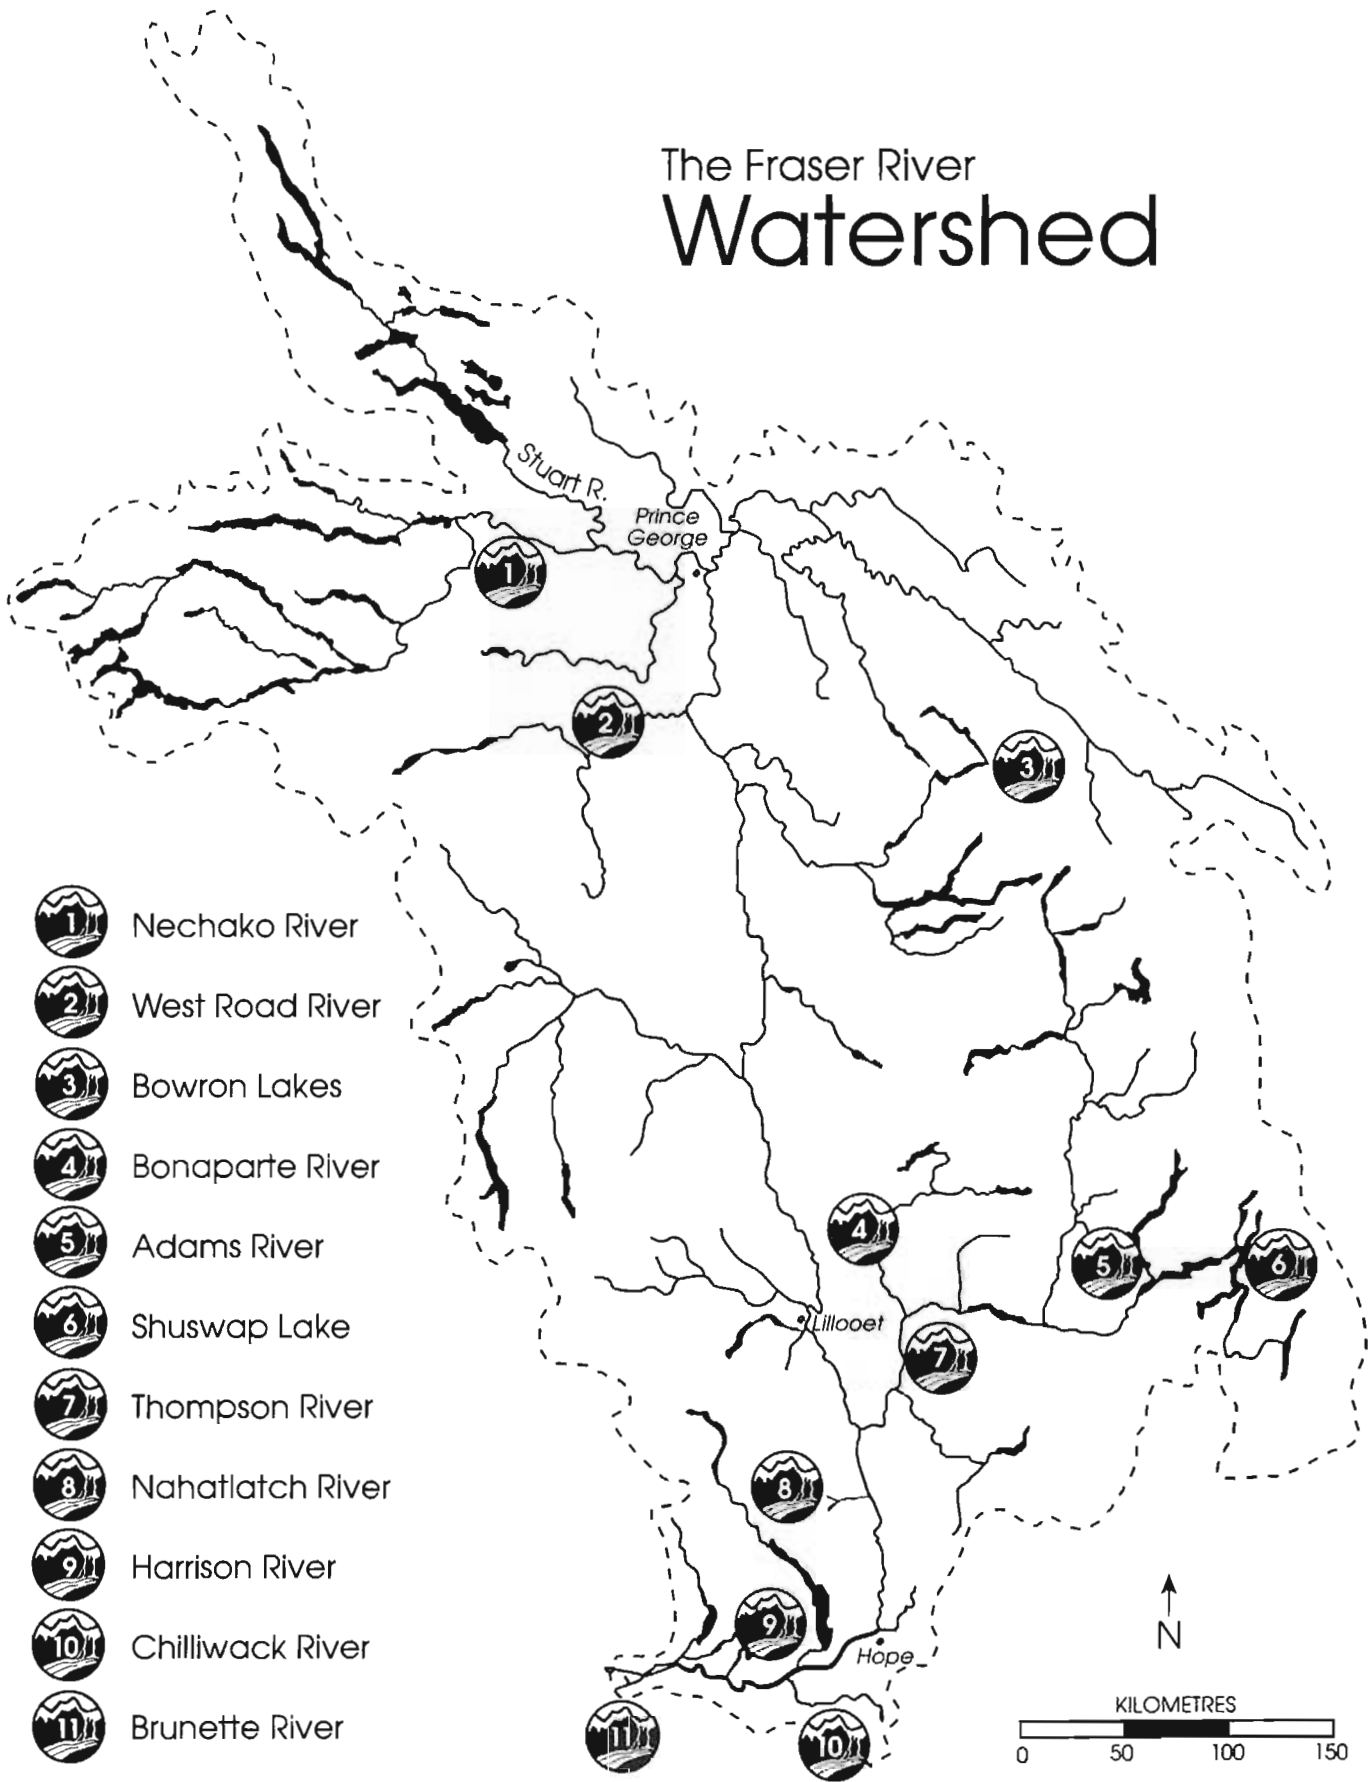 The Fraser River
Watershed
Stuart R.
Prince
George
1
2
3
1 Nechako River
2 West Road River
3 Bowron Lakes
4 Bonaparte River
5 Adams River
6 Shuswap Lake
7 Thompson River
8 Nahatlatch River
9 Harrison River
10 Chilliwack River
11 Brunette River
4
5
6
Lillooet
7
8
9
Hope
11
10
N
KILOMETRES
0 50 100 150